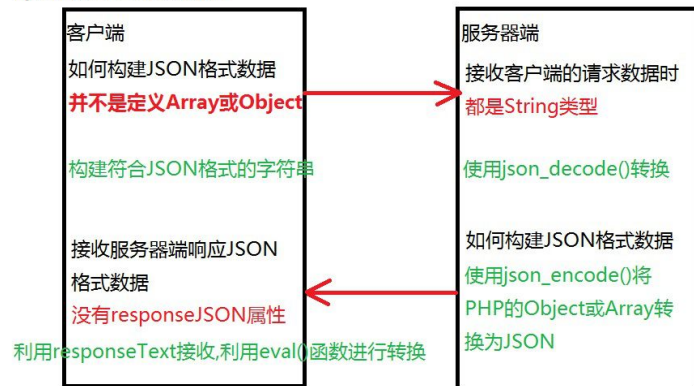 客户端
如何构建JSON格式数据
并不是定义Array或Object
构建符合JSON格式的字符串
接收服务器端响应JSON
格式数据
没有responseJSON属性
利用responseText接收,利用eval()函数进行转换
服务器端
接收客户端的请求数据时
都是String类型
使用json_decode()转换
如何构建JSON格式数据
使用json_encode()将
PHP的Object或Array转
换为JSON